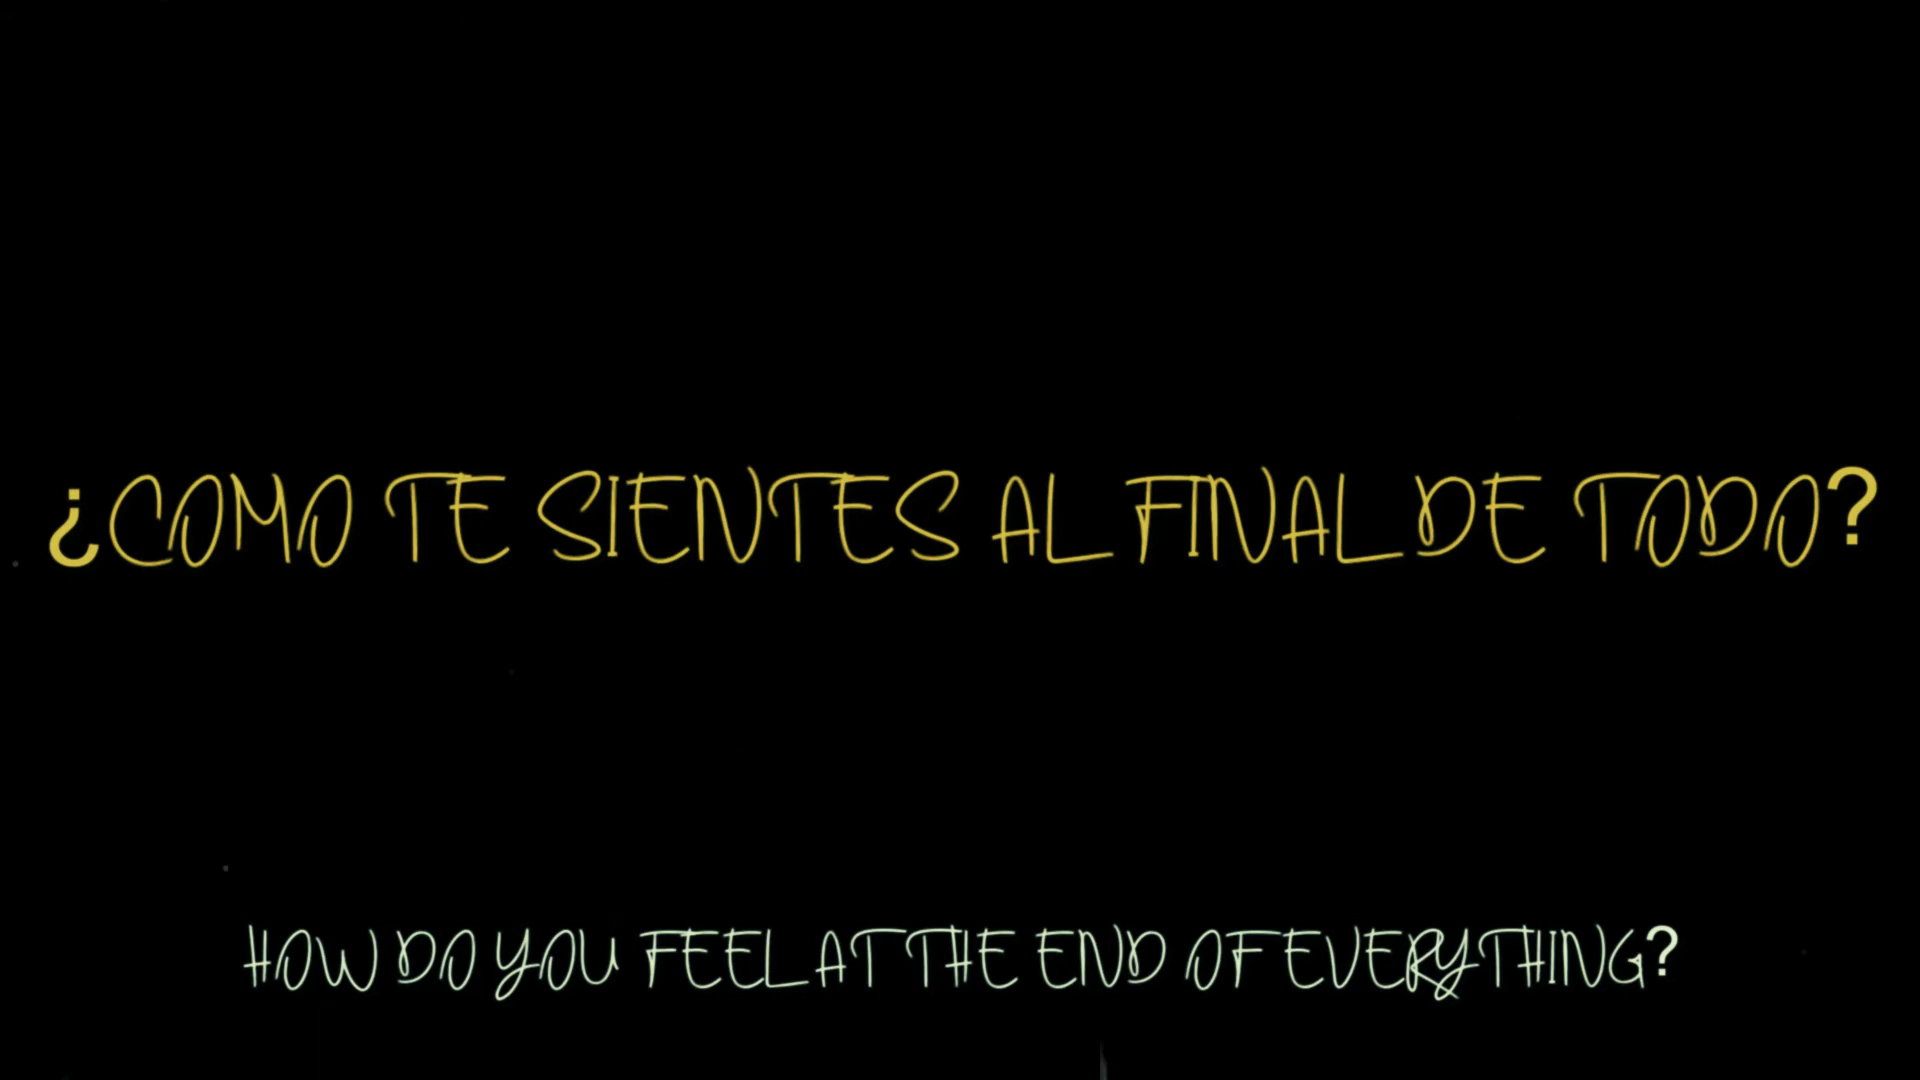 ¿COMO TE SIENTES AL FINAL DE TODO?
HOW DO YOU FEEL AT THE END OF EVERYTHING?